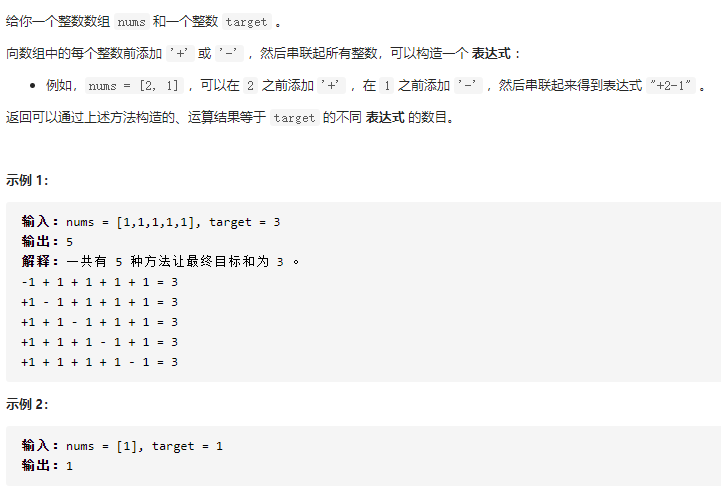 给你一个整数数组 nums 和一个整数 target 。
向数组中的每个整数前添加 '+' 或 '-' ，然后串联起所有整数，可以构造一个 表达式 ：
• 例如，nums = [2, 1] ，可以在 2 之前添加 '+' ，在 1 之前添加 '-' ，然后串联起来得到表达式 "+2-1" 。
返回可以通过上述方法构造的、运算结果等于 target 的不同 表达式 的数目。
示例 1：
输入：nums = [1,1,1,1,1], target = 3
输出：5
解释：一共有 5 种方法让最终目标和为 3 。
-1 + 1 + 1 + 1 + 1 = 3
+1 - 1 + 1 + 1 + 1 = 3
+1 + 1 - 1 + 1 + 1 = 3
+1 + 1 + 1 - 1 + 1 = 3
+1 + 1 + 1 + 1 - 1 = 3
示例 2：
输入：nums = [1], target = 1
输出：1